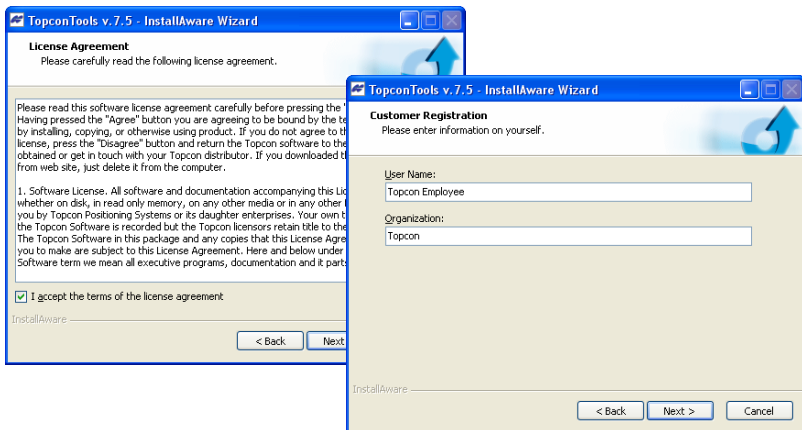 TopconTools v.7.5 - InstallAware Wizard
License Agreement
Please carefully read the following license agreement.
Please read this software license agreement carefully before pressing the "
Having pressed the "Agree" button you are agreeing to be bound by the te
by installing, copying, or otherwise using product. If you do not agree to th
license, press the "Disagree" button and return the Topcon software to the
obtained or get in touch with your Topcon distributor. If you downloaded t
from web site, just delete it from the computer.
1. Software License. All software and documentation accompanying this Lic
whether on disk, in read only memory, on any other media or in any other
you by Topcon Positioning Systems or its daughter enterprises. Your own t
the Topcon Software is recorded but the Topcon licensors retain title to the
The Topcon Software in this package and any copies that this License Agre
you to make are subject to this License Agreement. Here and below under
Software term we mean all executive programs, documentation and it parts
I accept the terms of the license agreement
InstallAware
< Back
Next
TopconTools v.7.5 - InstallAware Wizard
Customer Registration
Please enter information on yourself.
User Name:
Topcon Employee
Organization:
Topcon
InstallAware
< Back
Next >
Cancel